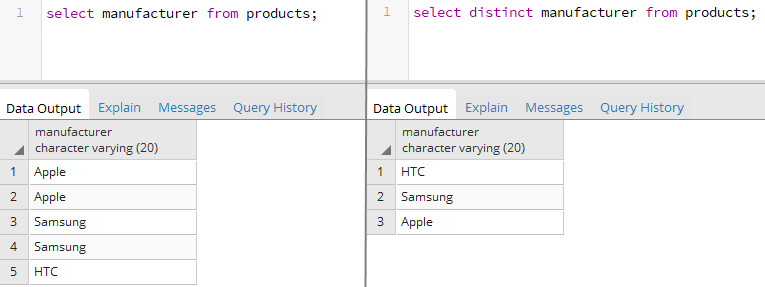 1 select manufacturer from products;
Data Output Explain Messages Query History
manufacturer
character varying (20)
1 Apple
2 Apple
3 Samsung
4 Samsung
5 HTC
1 select distinct manufacturer from products;
Data Output Explain Messages Query History
manufacturer
character varying (20)
1 HTC
2 Samsung
3 Apple